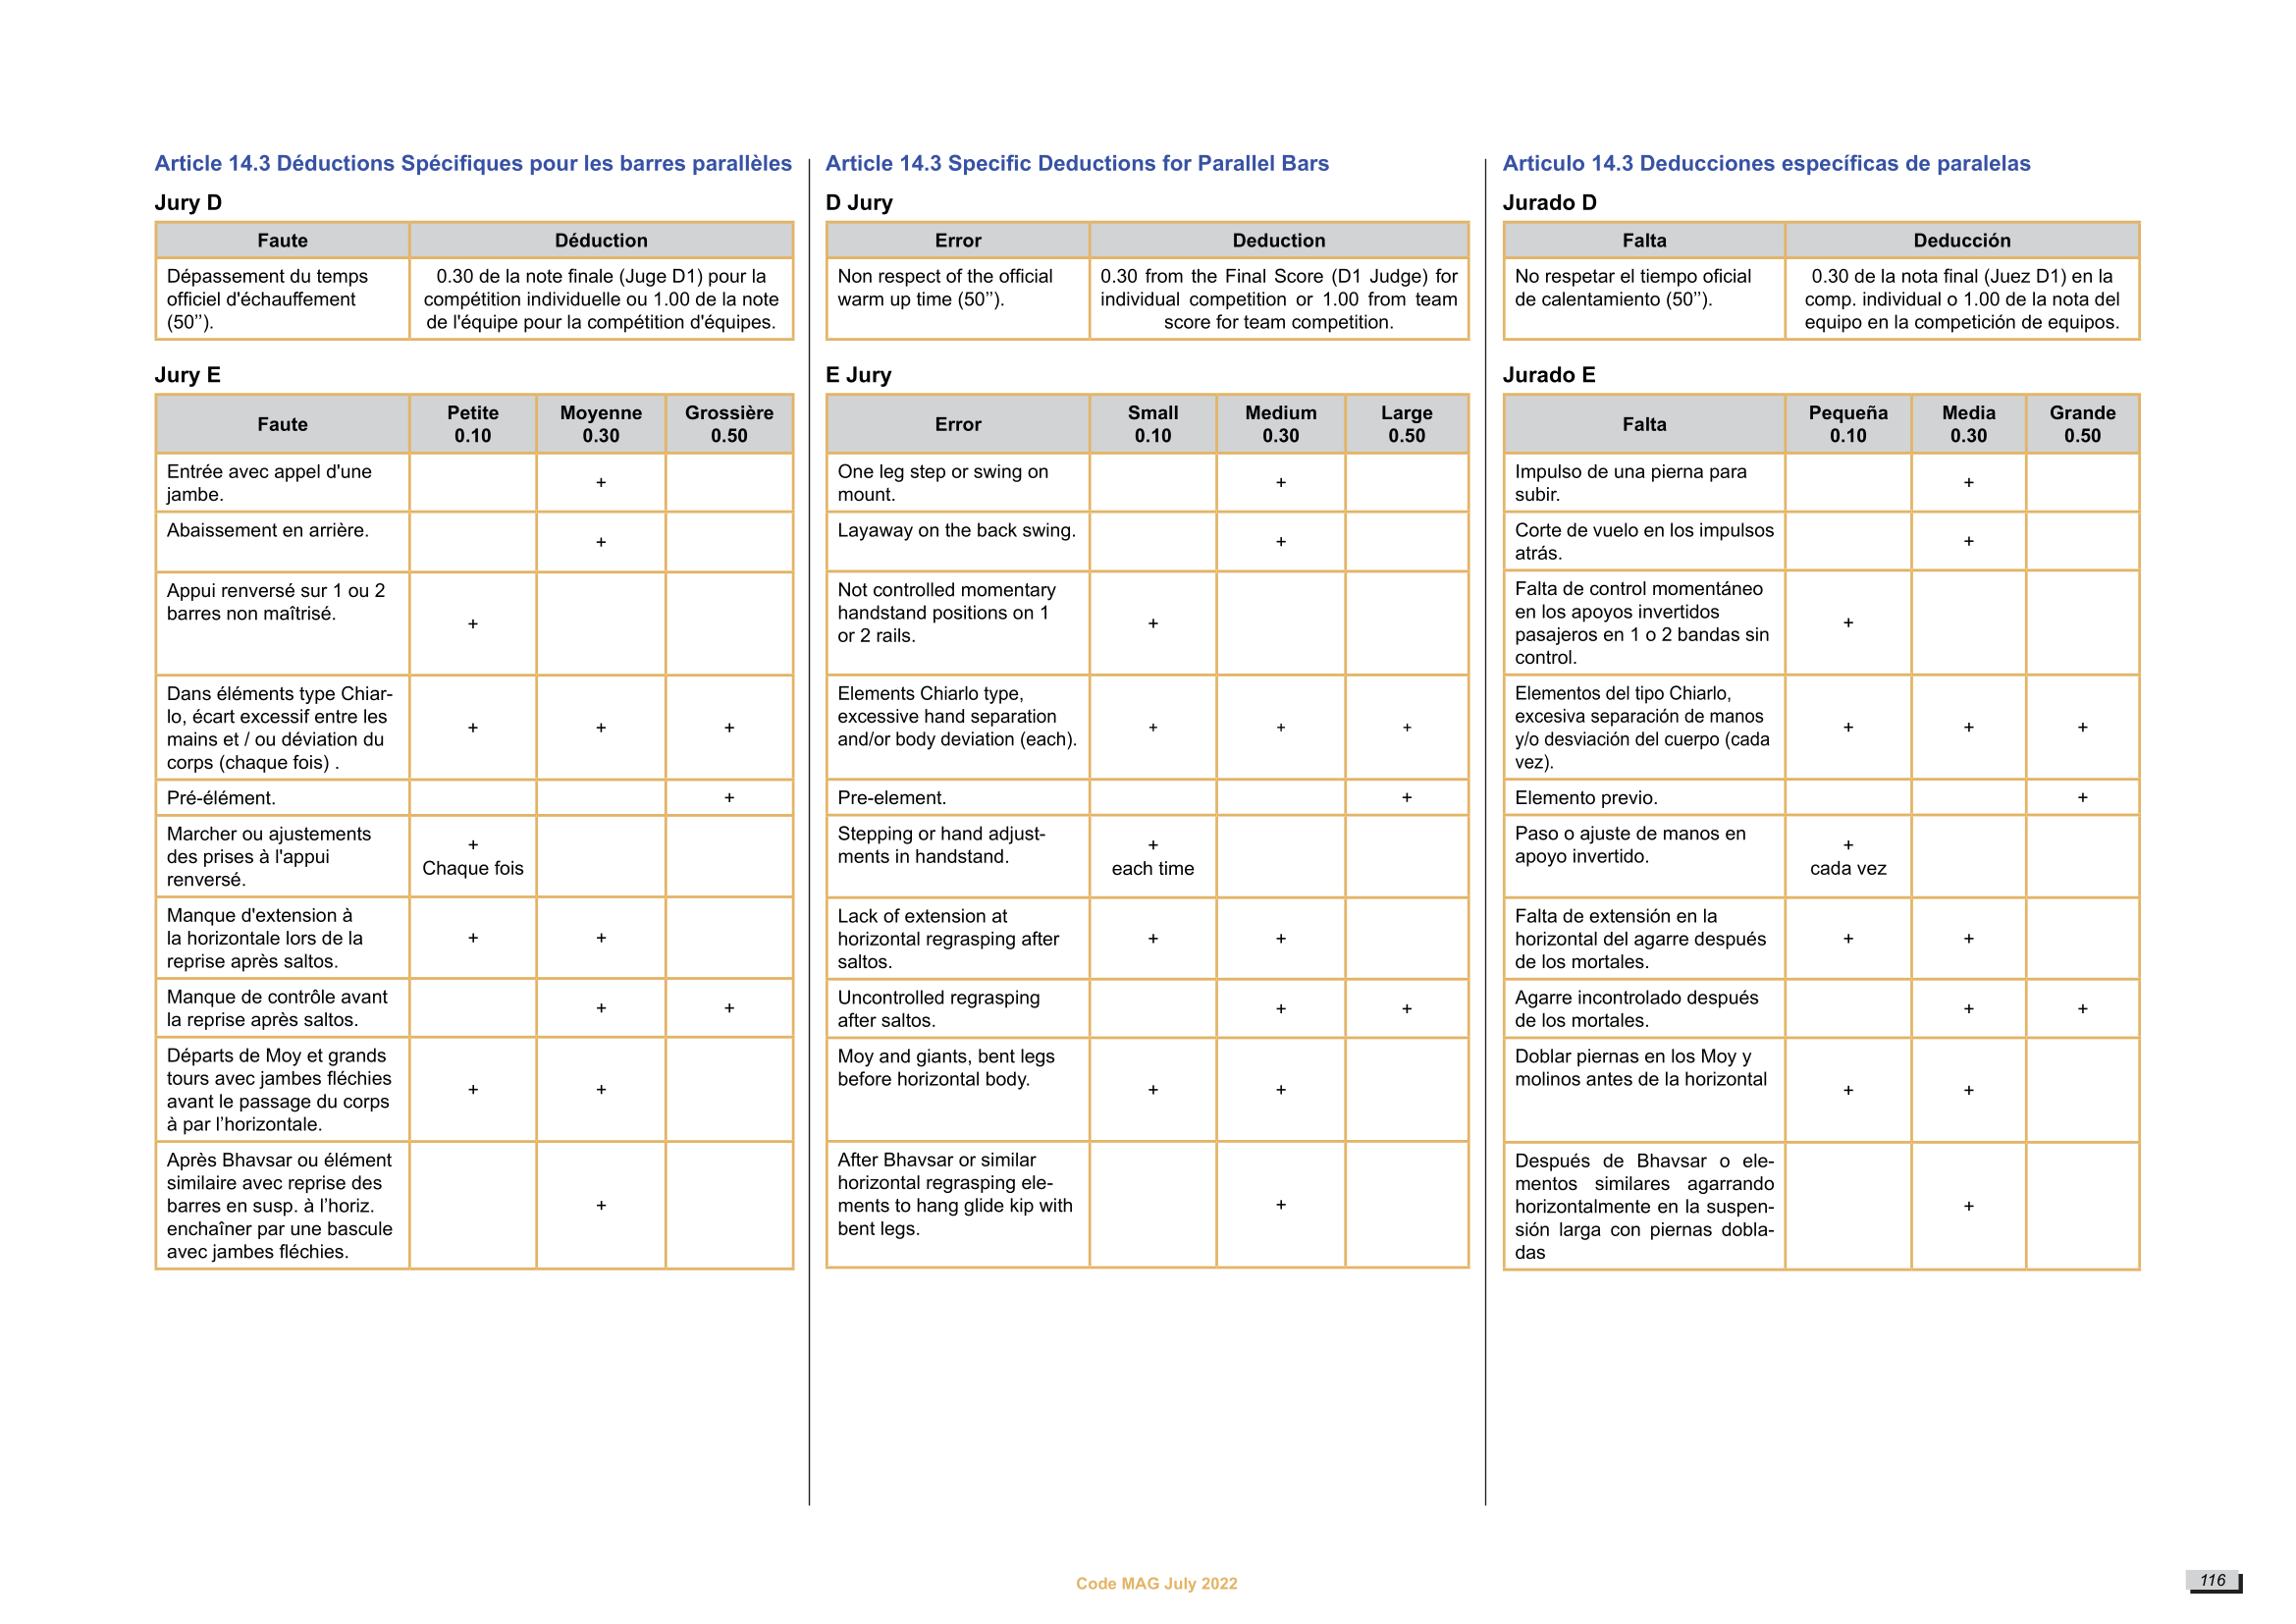 Article 14.3 Déductions Spécifiques pour les barres parallèles
Jury D
Faute Déduction
Dépassement du temps
officiel d'échauffement
(50’’).
0.30 de la note finale (Juge D1) pour la
compétition individuelle ou 1.00 de la note
de l'équipe pour la compétition d'équipes.
Jury E
Faute
Petite
0.10
Moyenne
0.30
Grossière
0.50
Entrée avec appel d'une
jambe.
+
Abaissement en arrière.
+
Appui renversé sur 1 ou 2
barres non maîtrisé.
+
Dans éléments type Chiar-
lo, écart excessif entre les
mains et / ou déviation du
corps (chaque fois) .
+ + +
Pré-élément. +
Marcher ou ajustements
des prises à l'appui
renversé.
+
Chaque fois
Manque d'extension à
la horizontale lors de la
reprise après saltos.
+ +
Manque de contrôle avant
la reprise après saltos.
+ +
Départs de Moy et grands
tours avec jambes fléchies
avant le passage du corps
à par l’horizontale.
+ +
Après Bhavsar ou élément
similaire avec reprise des
barres en susp. à l’horiz.
enchaîner par une bascule
avec jambes fléchies.
+
Article 14.3 Specific Deductions for Parallel Bars
D Jury
Error Deduction
Non respect of the official
warm up time (50’’).
0.30 from the Final Score (D1 Judge) for
individual competition or 1.00 from team
score for team competition.
E Jury
Error
Small
0.10
Medium
0.30
Large
0.50
One leg step or swing on
mount.
+
Layaway on the back swing.
+
Not controlled momentary
handstand positions on 1
or 2 rails.
+
Elements Chiarlo type,
excessive hand separation
and/or body deviation (each).
+ + +
Pre-element. +
Stepping or hand adjust-
ments in handstand.
+
each time
Lack of extension at
horizontal regrasping after
saltos.
+ +
Uncontrolled regrasping
after saltos.
+ +
Moy and giants, bent legs
before horizontal body.
+ +
After Bhavsar or similar
horizontal regrasping ele-
ments to hang glide kip with
bent legs.
+
Articulo 14.3 Deducciones específicas de paralelas
Jurado D
Falta Deducción
No respetar el tiempo oficial
de calentamiento (50’’).
0.30 de la nota final (Juez D1) en la
comp. individual o 1.00 de la nota del
equipo en la competición de equipos.
Jurado E
Falta
Pequeña
0.10
Media
0.30
Grande
0.50
Impulso de una pierna para
subir.
+
Corte de vuelo en los impulsos
atrás.
+
Falta de control momentáneo
en los apoyos invertidos
pasajeros en 1 o 2 bandas sin
control.
+
Elementos del tipo Chiarlo,
excesiva separación de manos
y/o desviación del cuerpo (cada
vez).
+ + +
Elemento previo. +
Paso o ajuste de manos en
apoyo invertido.
+
cada vez
Falta de extensión en la
horizontal del agarre después
de los mortales.
+ +
Agarre incontrolado después
de los mortales.
+ +
Doblar piernas en los Moy y
molinos antes de la horizontal
+ +
Después de Bhavsar o ele-
mentos similares agarrando
horizontalmente en la suspen-
sión larga con piernas dobla-
das
+
Code MAG July 2022
116